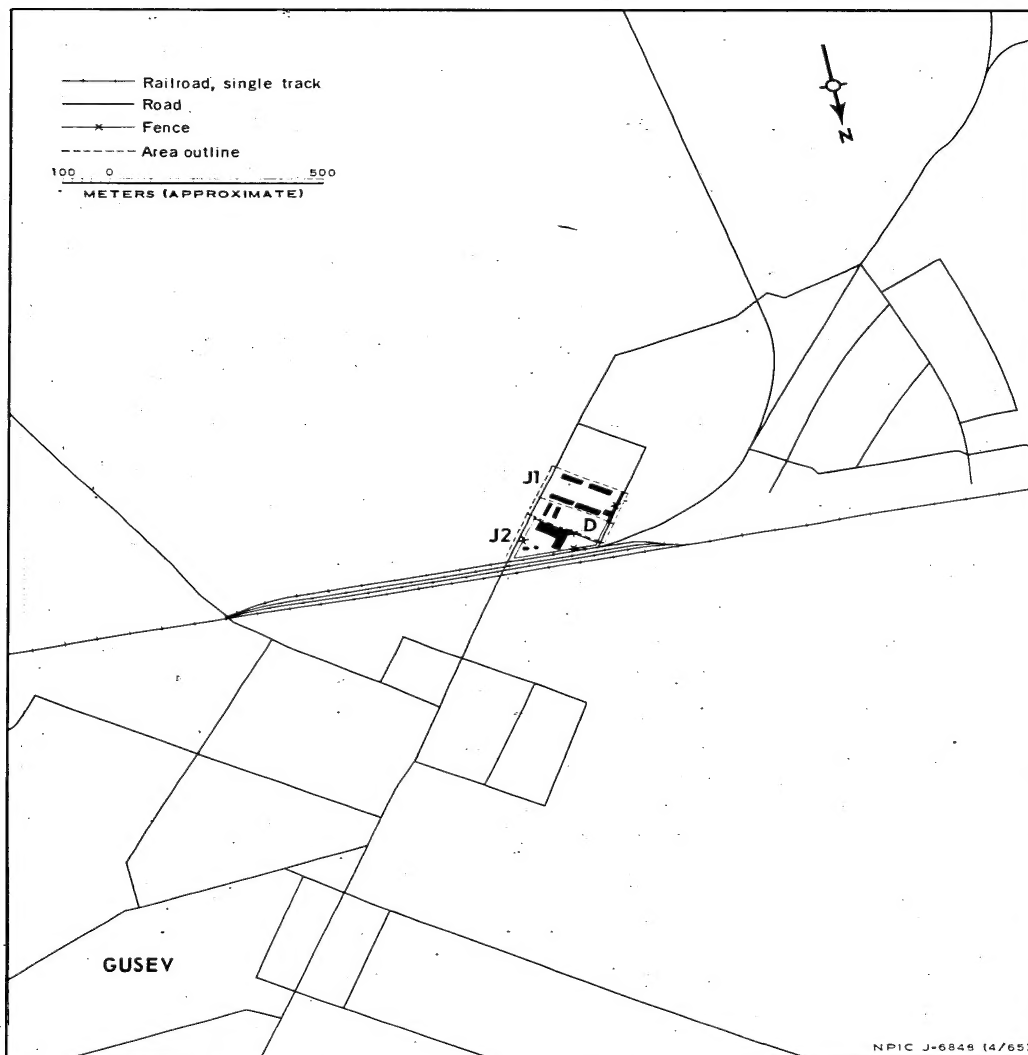 Railroad, single track
Road
Fence
Area outline
100 0 500
METERS (APPROXIMATE)
N
J1
D
J2
GUSEV
NPIC J-6848 (4/65)